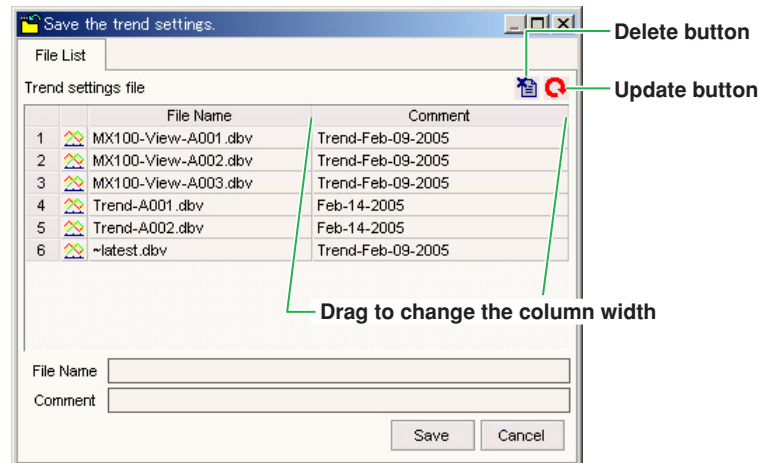 Save the trend settings.
Delete button
File List
Trend settings file
Update button
File Name Comment
1 MX100-View-A001.dbv Trend-Feb-09-2005
2 MX100-View-A002.dbv Trend-Feb-09-2005
3 MX100-View-A003.dbv Trend-Feb-09-2005
4 Trend-A001.dbv Feb-14-2005
5 Trend-A002.dbv Feb-14-2005
6 ~latest.dbv Trend-Feb-09-2005
Drag to change the column width
File Name
Comment
Save Cancel